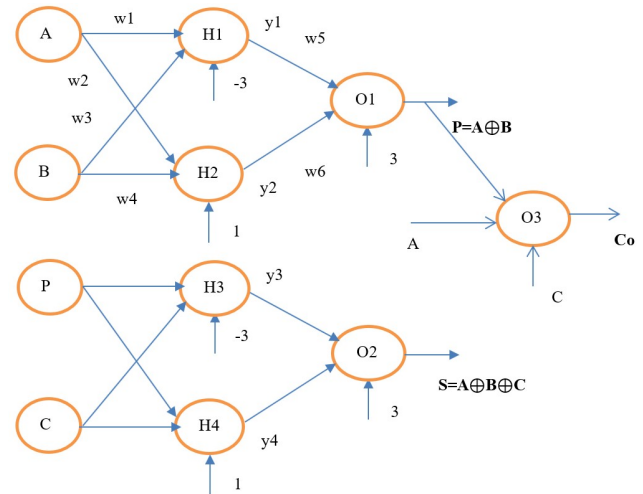 A
w1
H1
y1
w5
w2
-3
O1
w3
P=A⊕B
B
H2
w6
3
w4
y2
O3
1
A
Co
P
H3
y3
C
-3
O2
S=A⊕B⊕C
C
H4
y4
3
1